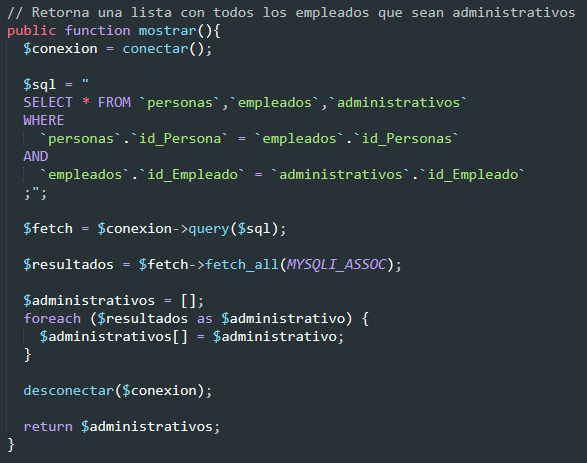 // Retorna una lista con todos los empleados que sean administrativos
public function mostrar(){
  $conexion = conectar();

  $sql = "
  SELECT * FROM `personas`,`empleados`,`administrativos`
  WHERE
    `personas`.`id_Persona` = `empleados`.`id_Personas`
  AND
    `empleados`.`id_Empleado` = `administrativos`.`id_Empleado`
  ;";

  $fetch = $conexion->query($sql);

  $resultados = $fetch->fetch_all(MYSQLI_ASSOC);

  $administrativos = [];
  foreach ($resultados as $administrativo) {
    $administrativos[] = $administrativo;
  }

  desconectar($conexion);

  return $administrativos;
}